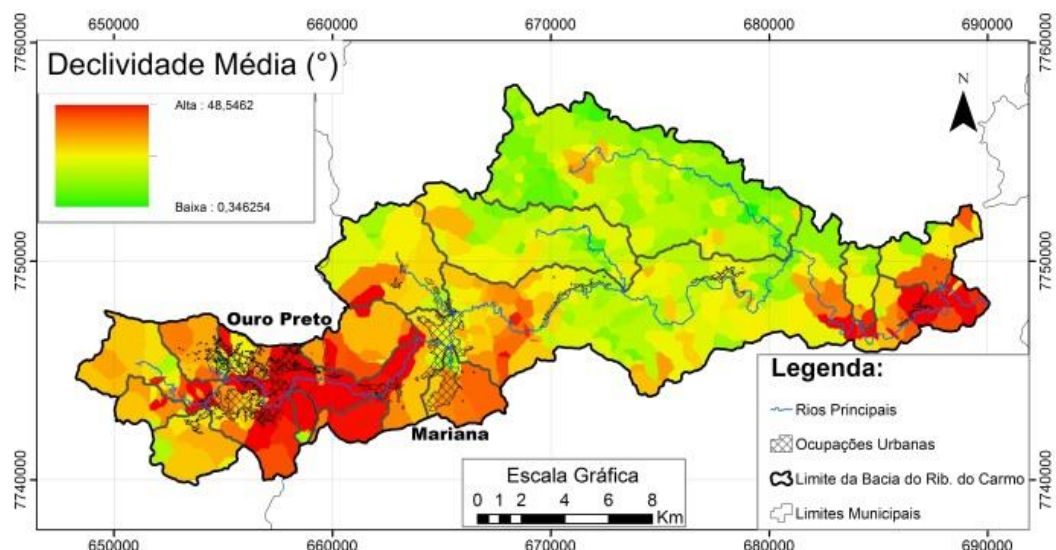 650000 660000 670000 680000 690000
7760000 7760000
Declividade Média (°)
Alta : 48,5462
Baixa : 0,346254
N
7750000 7750000
Ouro Preto
Mariana
Legenda:
Rios Principais
Ocupações Urbanas
Limite da Bacia do Rib. do Carmo
Limites Municipais
Escala Gráfica
0 1 2 4 6 8
Km
7740000 7740000
650000 660000 670000 680000 690000